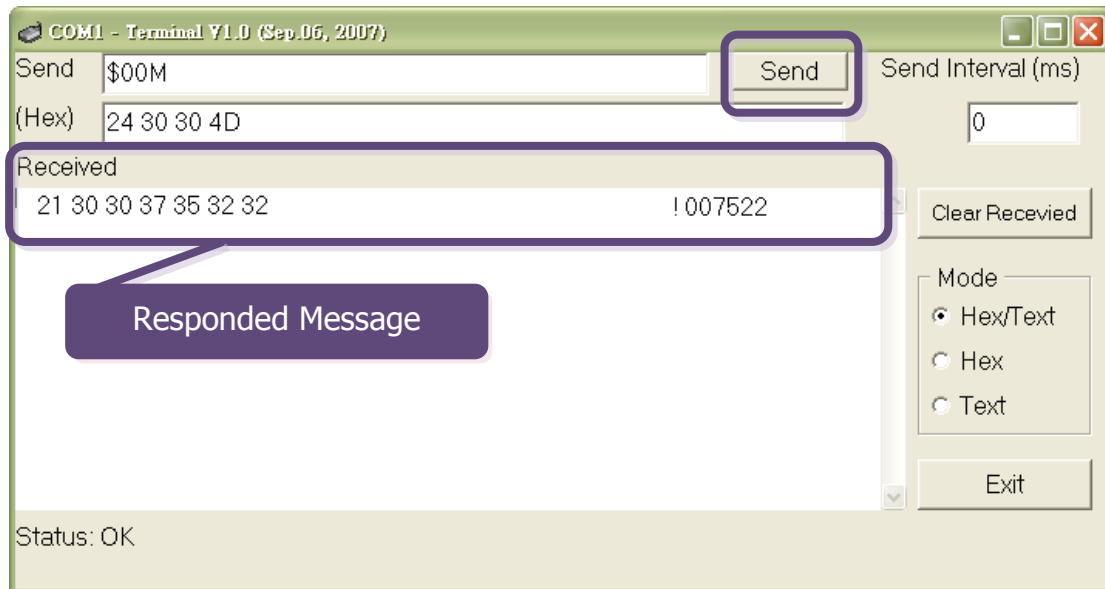 COM1 - Terminal V1.0 (Sep.06, 2007)
Send $00M Send Send Interval (ms)
(Hex) 24 30 30 4D 0
Received
21 30 30 37 35 32 32 !007522
Clear Recevied
Responded Message
Mode
Hex/Text
Hex
Text
Exit
Status: OK